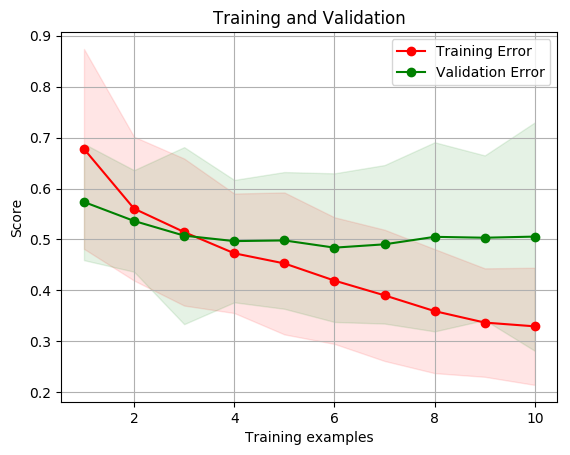 Training and Validation
0.9
0.8
0.7
0.6
0.5
0.4
0.3
0.2
Score
Training Error
Validation Error
2
4
6
8
10
Training examples